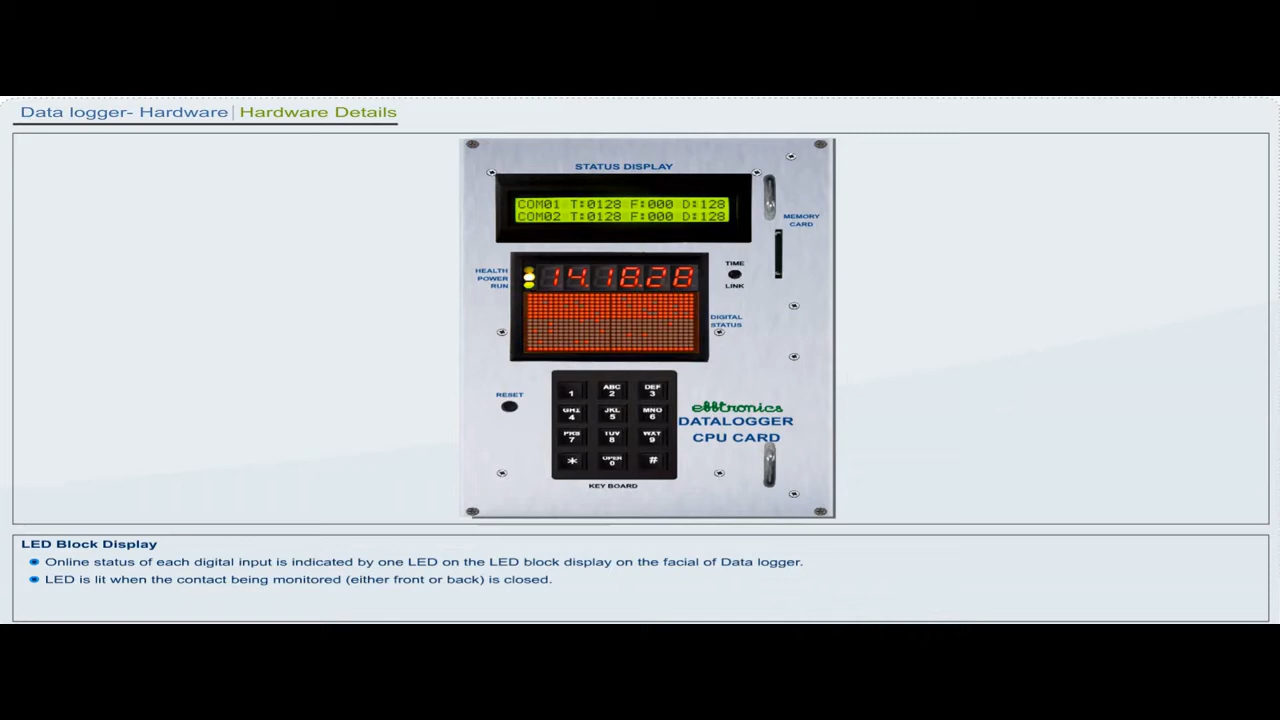 Data logger- Hardware | Hardware Details
STATUS DISPLAY
COM01 T:0128 F:000 D:128
COM02 T:0128 F:000 D:128
MEMORY
CARD
HEALTH
POWER
RUN
14.18.28
TIME
LINK
DIGITAL
STATUS
RESET
1 ABC 2 DEF 3
GHI 4 JKL 5 MNO 6
PRS 7 TUV 8 WXY 9
* OPER 0 #
KEY BOARD
efftronics
DATALOGGER
CPU CARD
LED Block Display
Online status of each digital input is indicated by one LED on the LED block display on the facial of Data logger.
LED is lit when the contact being monitored (either front or back) is closed.